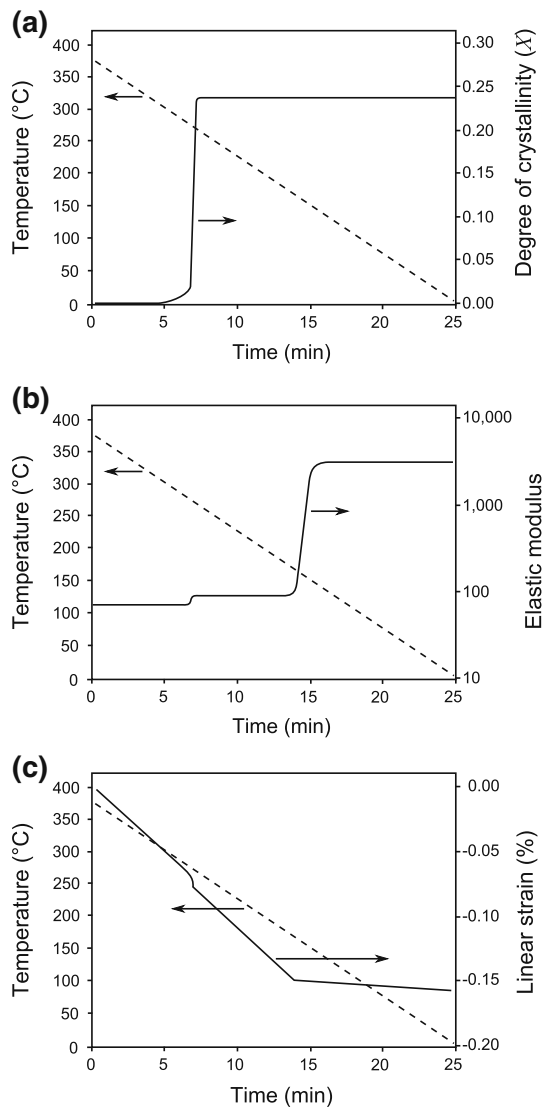 (a)
400
350
300
250
200
150
100
50
0
Temperature (°C)
0.30
0.25
0.20
0.15
0.10
0.05
0.00
Degree of crystallinity (X)
0 5 10 15 20 25
Time (min)
(b)
400
350
300
250
200
150
100
50
0
Temperature (°C)
10,000
1,000
100
10
Elastic modulus
0 5 10 15 20 25
Time (min)
(c)
400
350
300
250
200
150
100
50
0
Temperature (°C)
0.00
-0.05
-0.10
-0.15
-0.20
Linear strain (%)
0 5 10 15 20 25
Time (min)